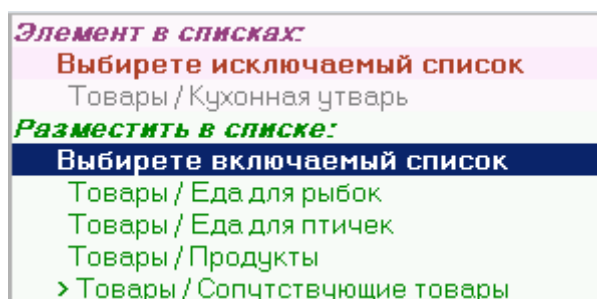 Элемент в списках:
Выбирете исключаемый список
Товары / Кухонная утварь
Разместить в списке:
Выбирете включаемый список
Товары / Еда для рыбок
Товары / Еда для птичек
Товары / Продукты
> Товары / Сопутствующие товары